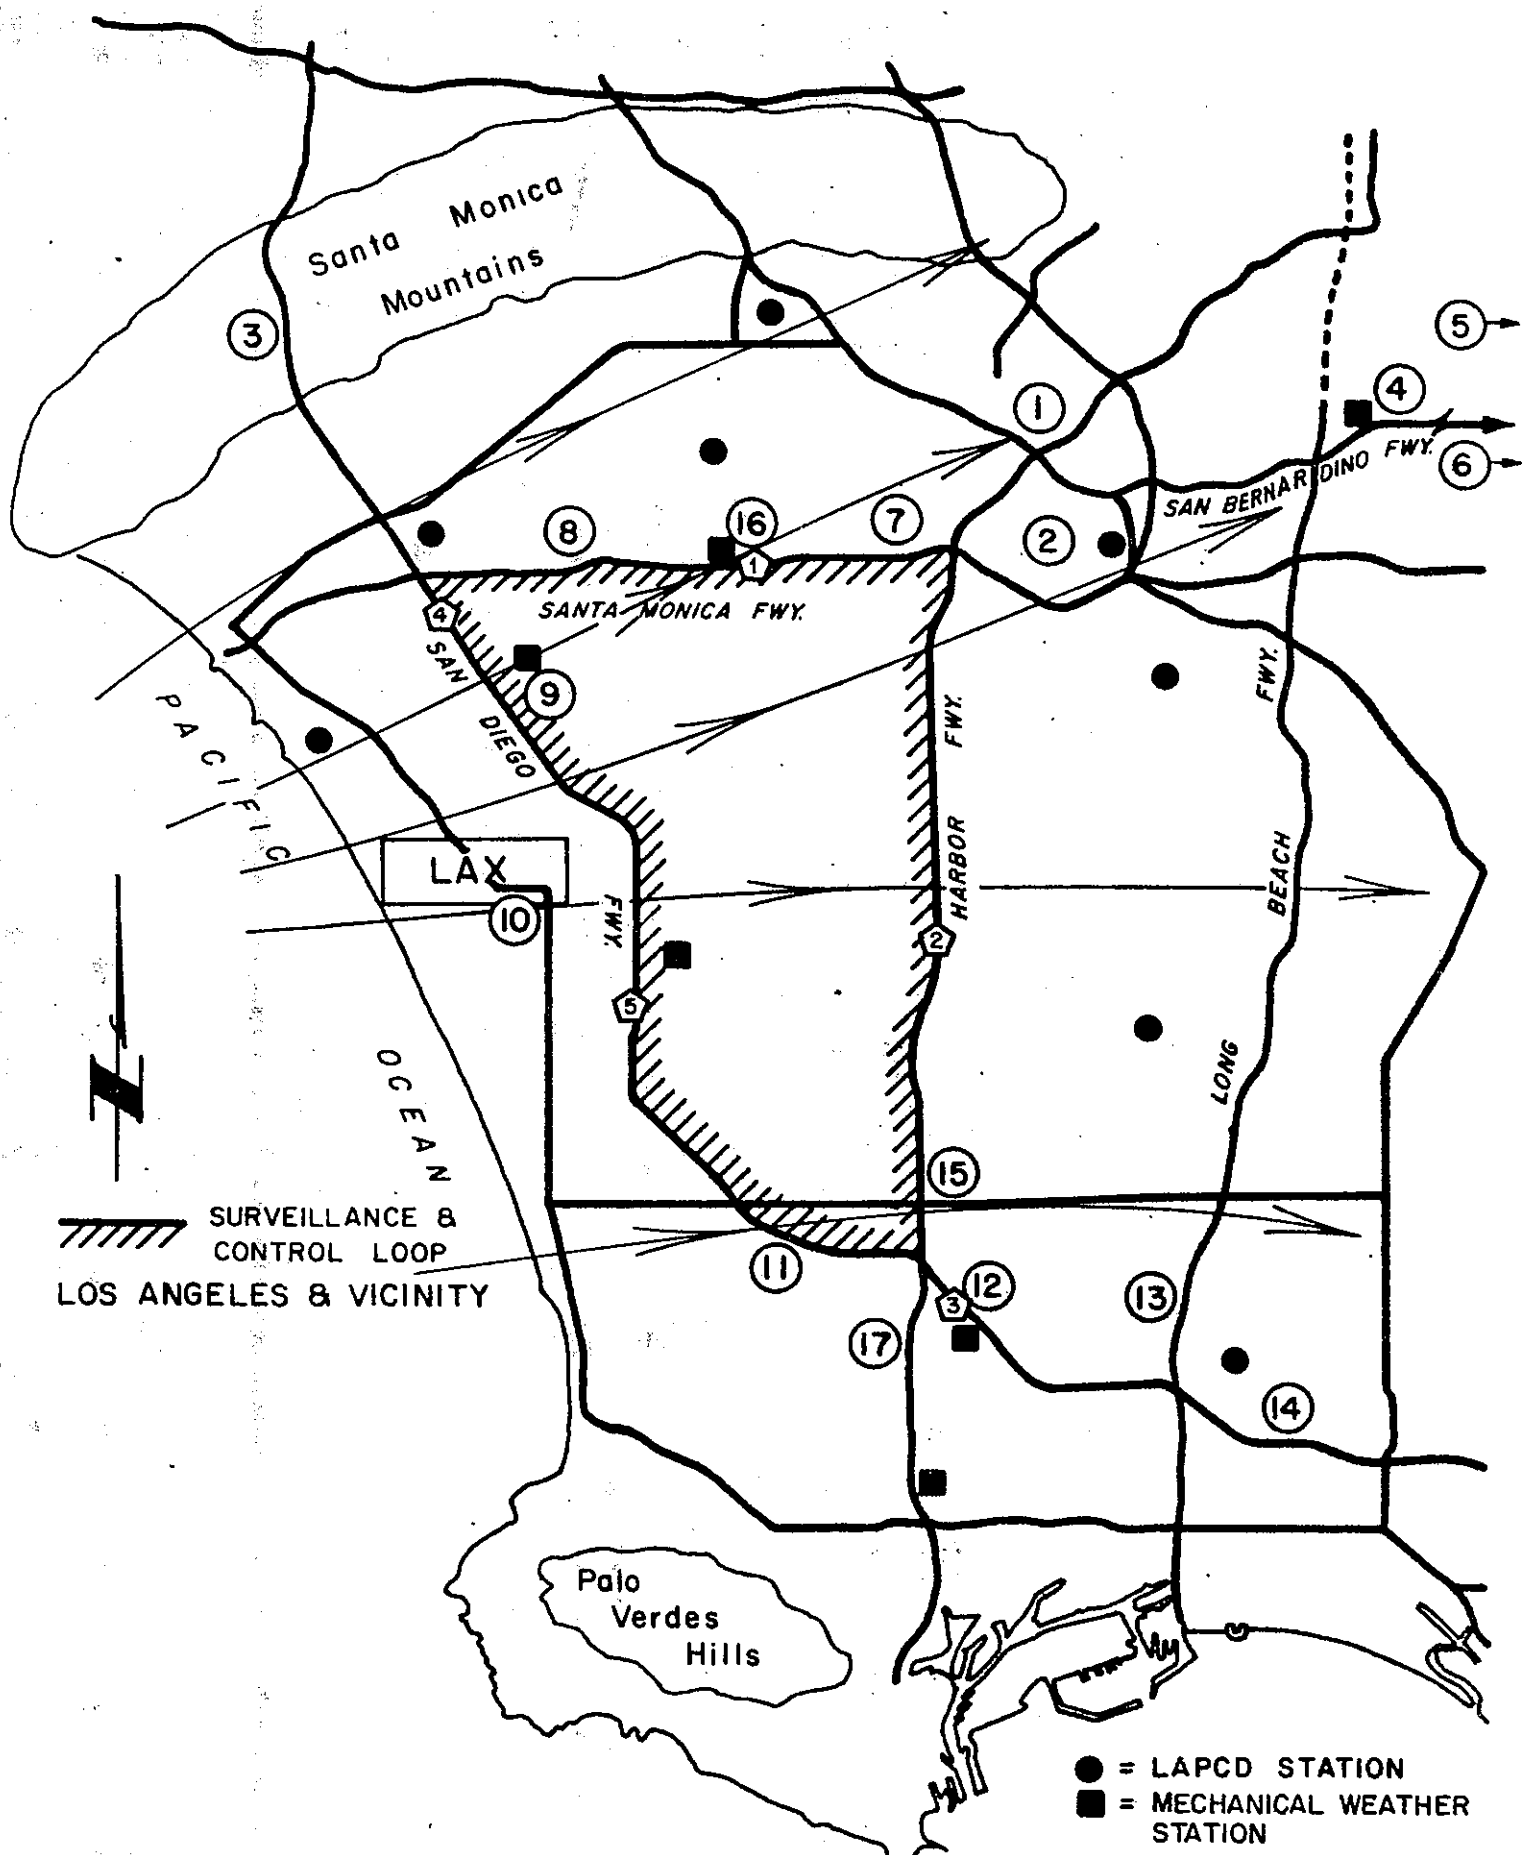 Santa Monica
Mountains
3
5
4
1
SAN BERNARDINO FWY.
6
16
7
8
2
1
SANTA MONICA FWY.
4
SAN
DIEGO
FWY.
9
PACIFIC
OCEAN
HARBOR FWY.
LONG BEACH FWY.
LAX
10
2
5
N
15
SURVEILLANCE &
CONTROL LOOP
LOS ANGELES & VICINITY
11
12
3
13
17
14
Palo
Verdes
Hills
= LAPCD STATION
= MECHANICAL WEATHER
STATION